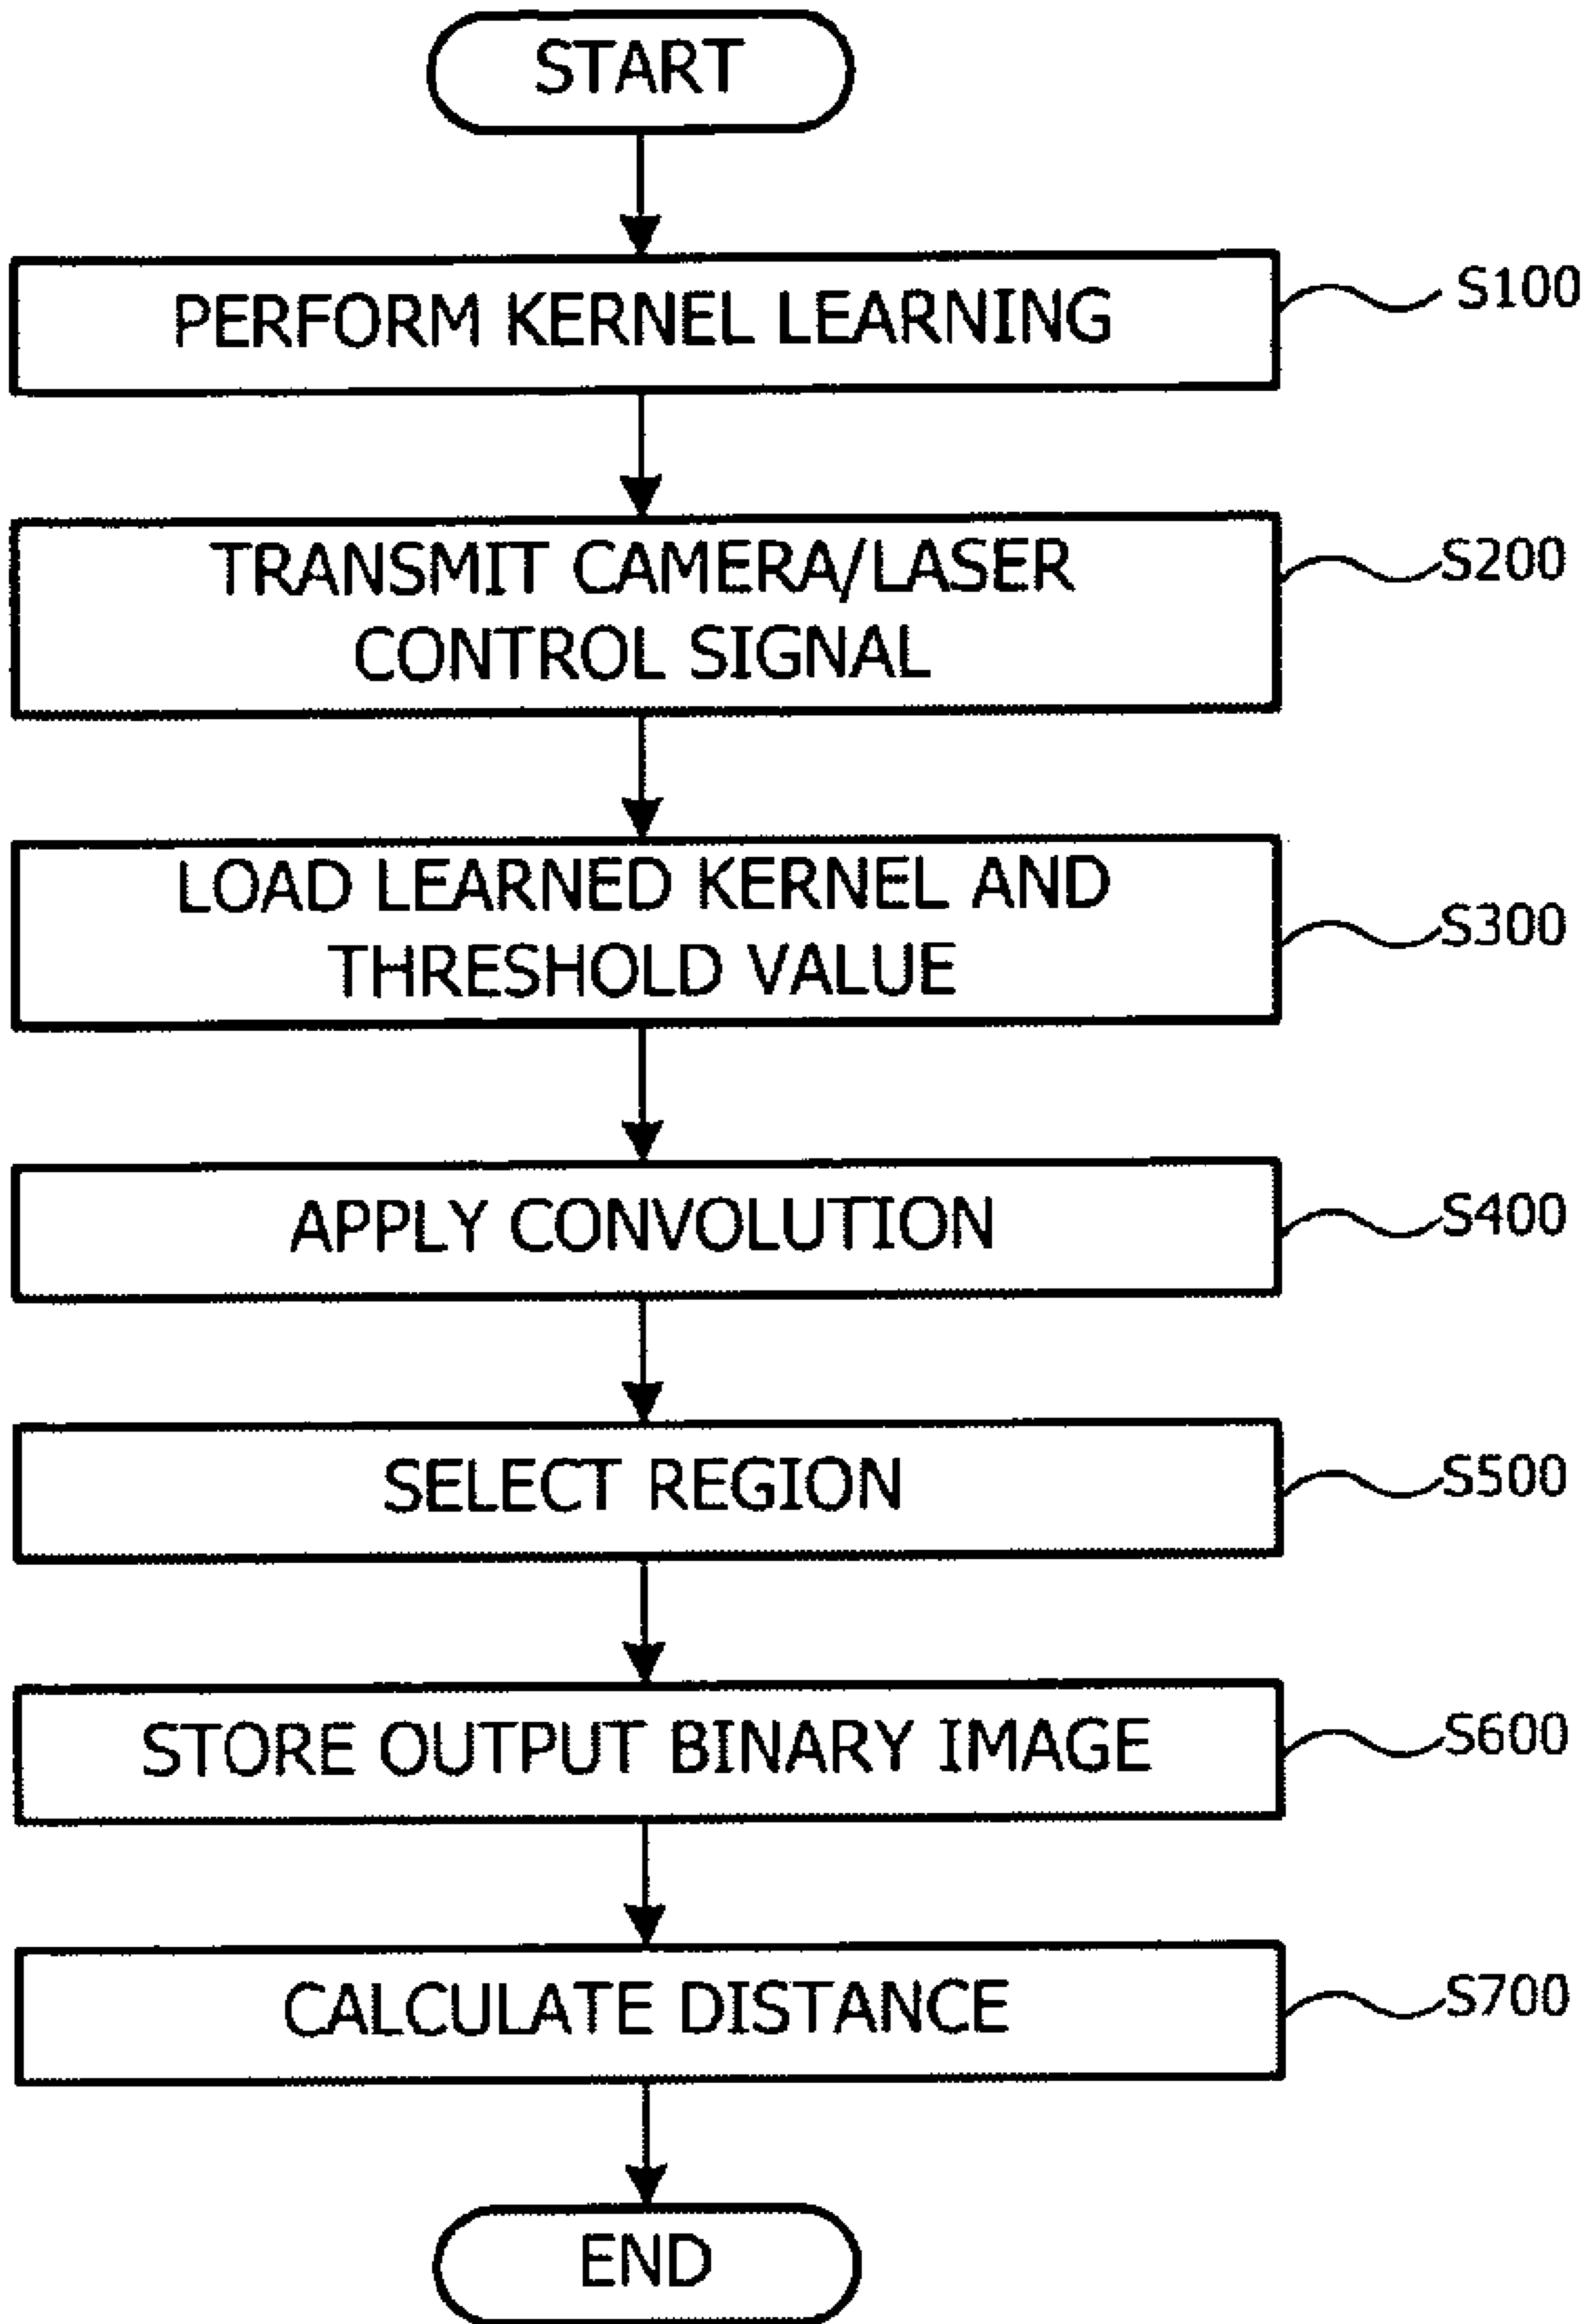 START
PERFORM KERNEL LEARNING
S100
TRANSMIT CAMERA/LASER
CONTROL SIGNAL
S200
LOAD LEARNED KERNEL AND
THRESHOLD VALUE
S300
APPLY CONVOLUTION
S400
SELECT REGION
S500
STORE OUTPUT BINARY IMAGE
S600
CALCULATE DISTANCE
S700
END